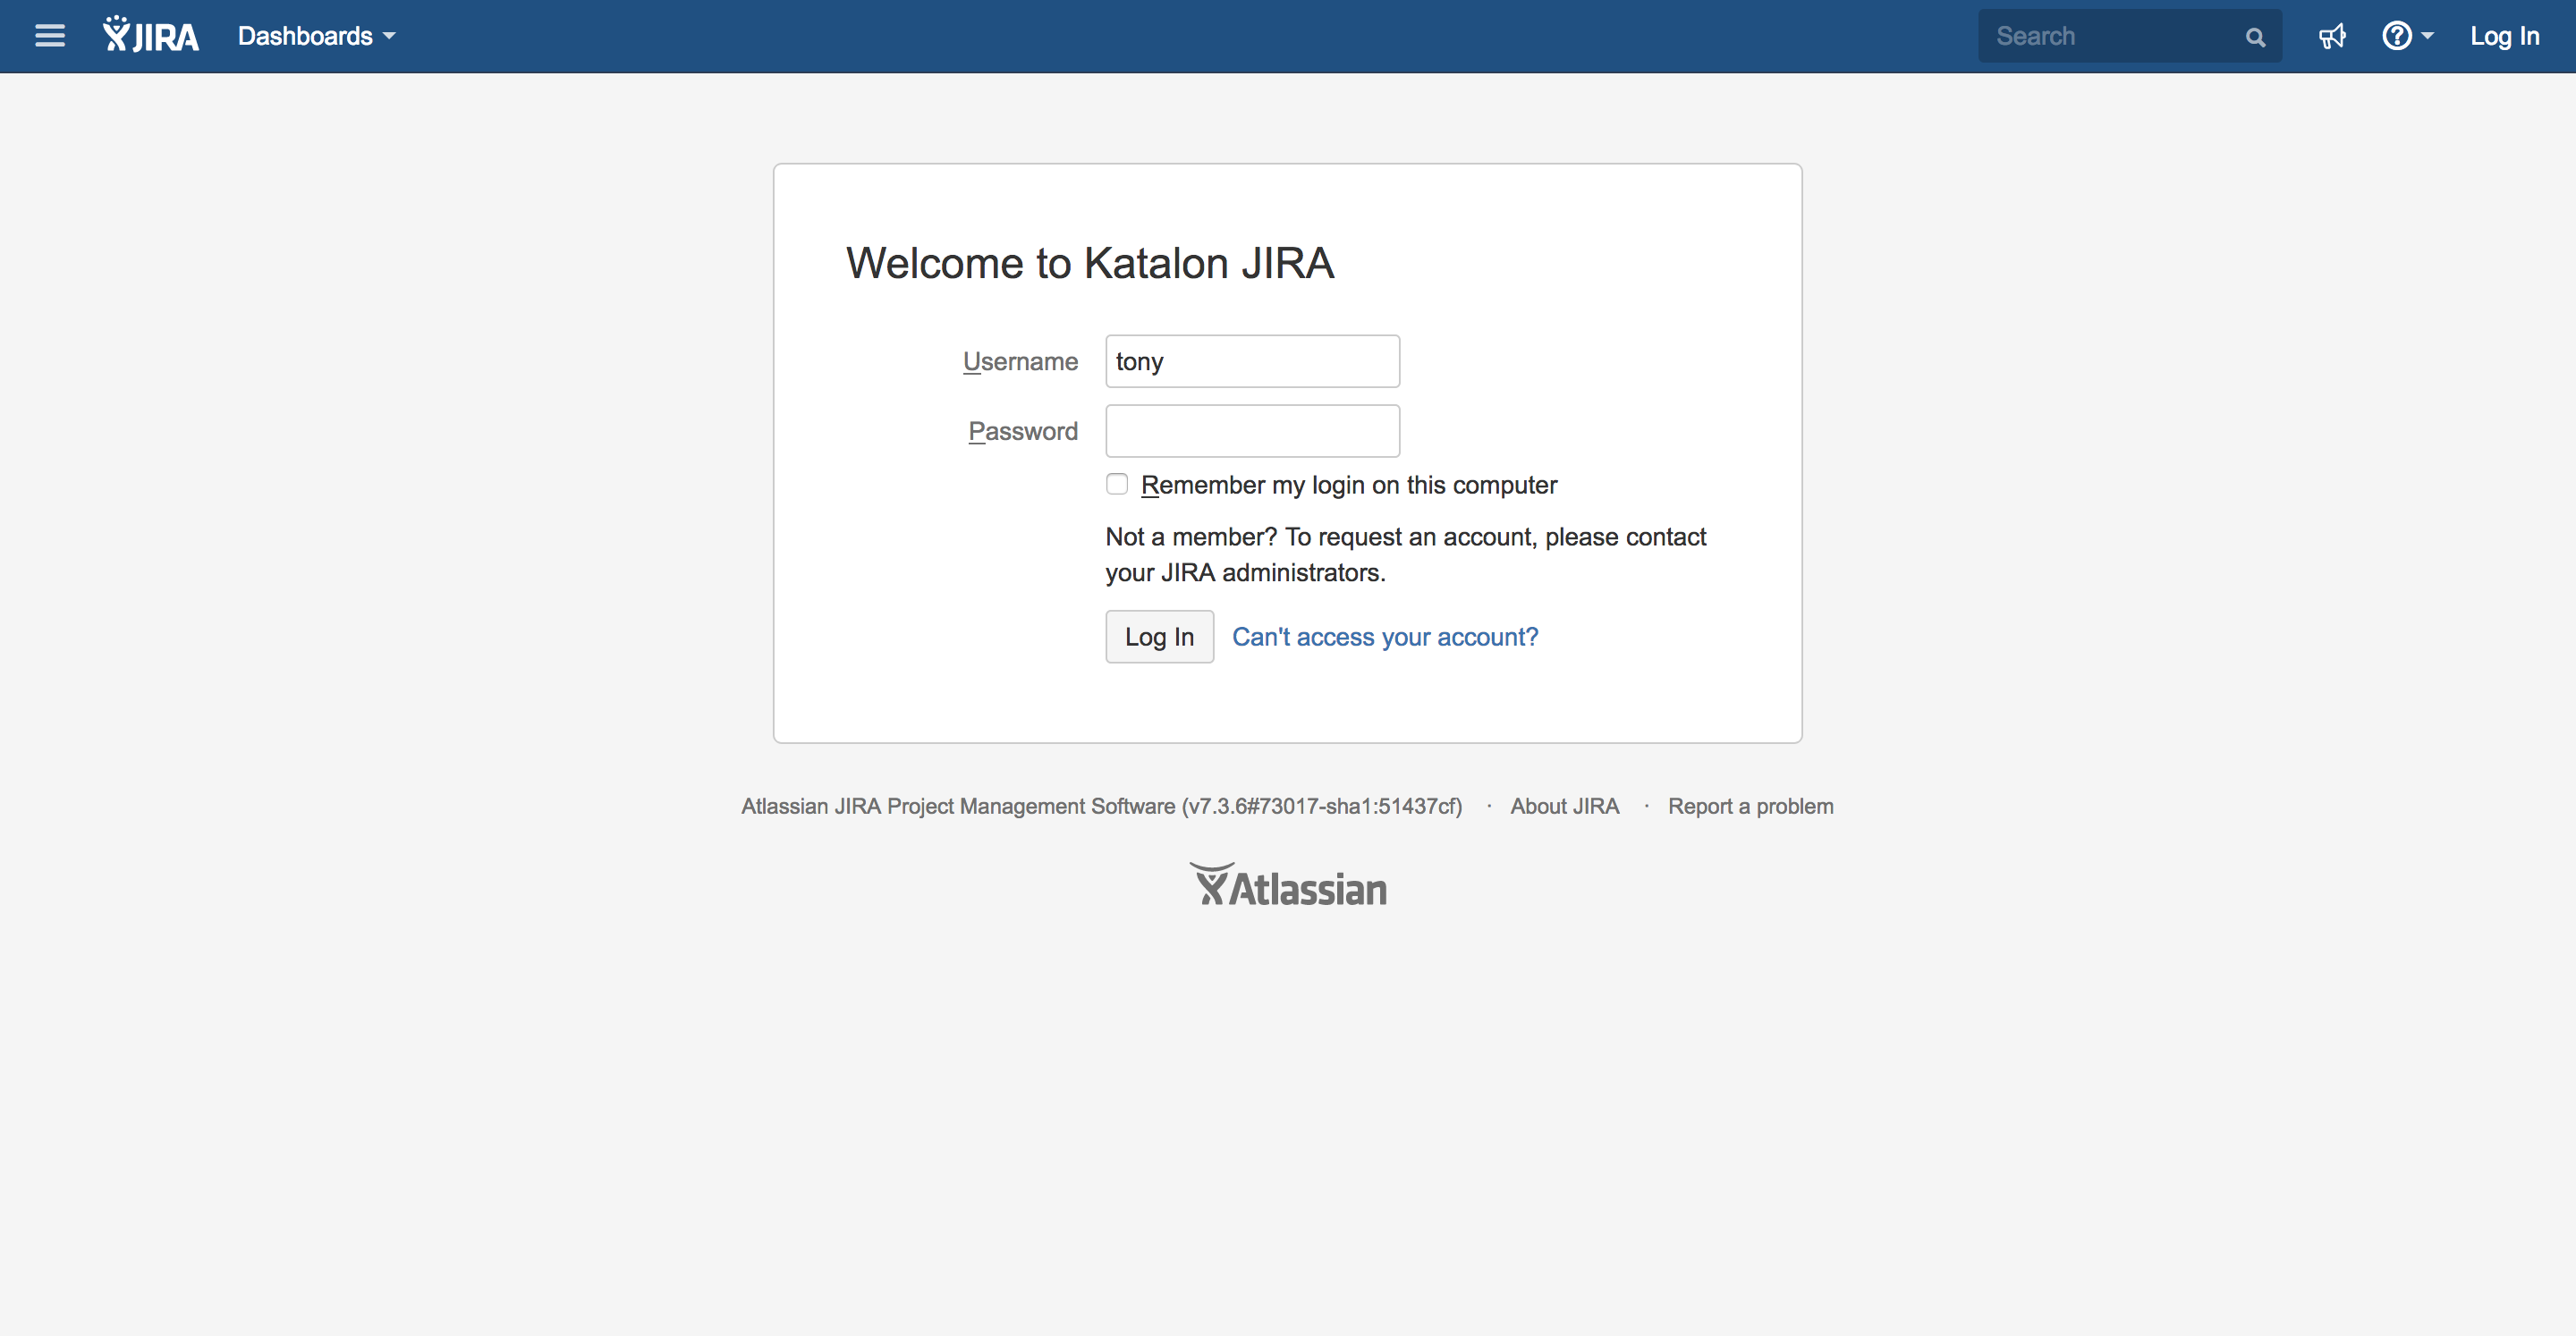 JIRA Dashboards Search Log In
Welcome to Katalon JIRA
Username tony
Password
Remember my login on this computer
Not a member? To request an account, please contact
your JIRA administrators.
Log In Can't access your account?
Atlassian JIRA Project Management Software (v7.3.6#73017-sha1:51437cf) · About JIRA · Report a problem
Atlassian